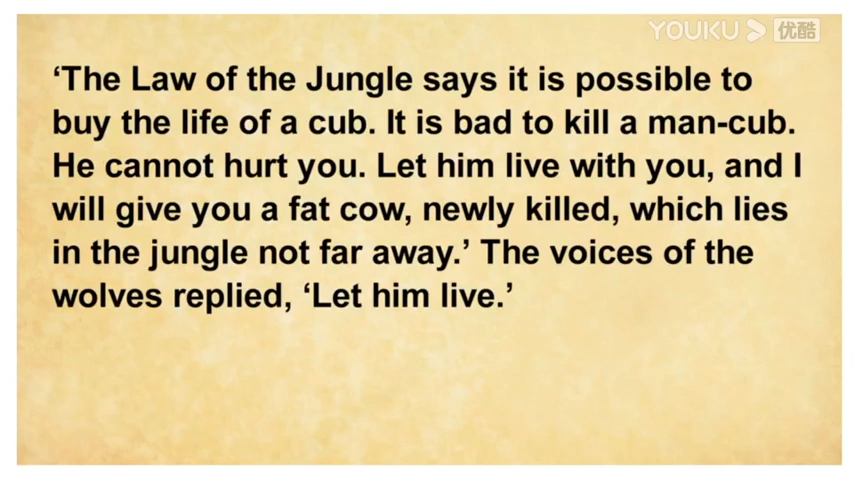 YOUKU 优酷
‘The Law of the Jungle says it is possible to
buy the life of a cub. It is bad to kill a man-cub.
He cannot hurt you. Let him live with you, and I
will give you a fat cow, newly killed, which lies
in the jungle not far away.’ The voices of the
wolves replied, ‘Let him live.’